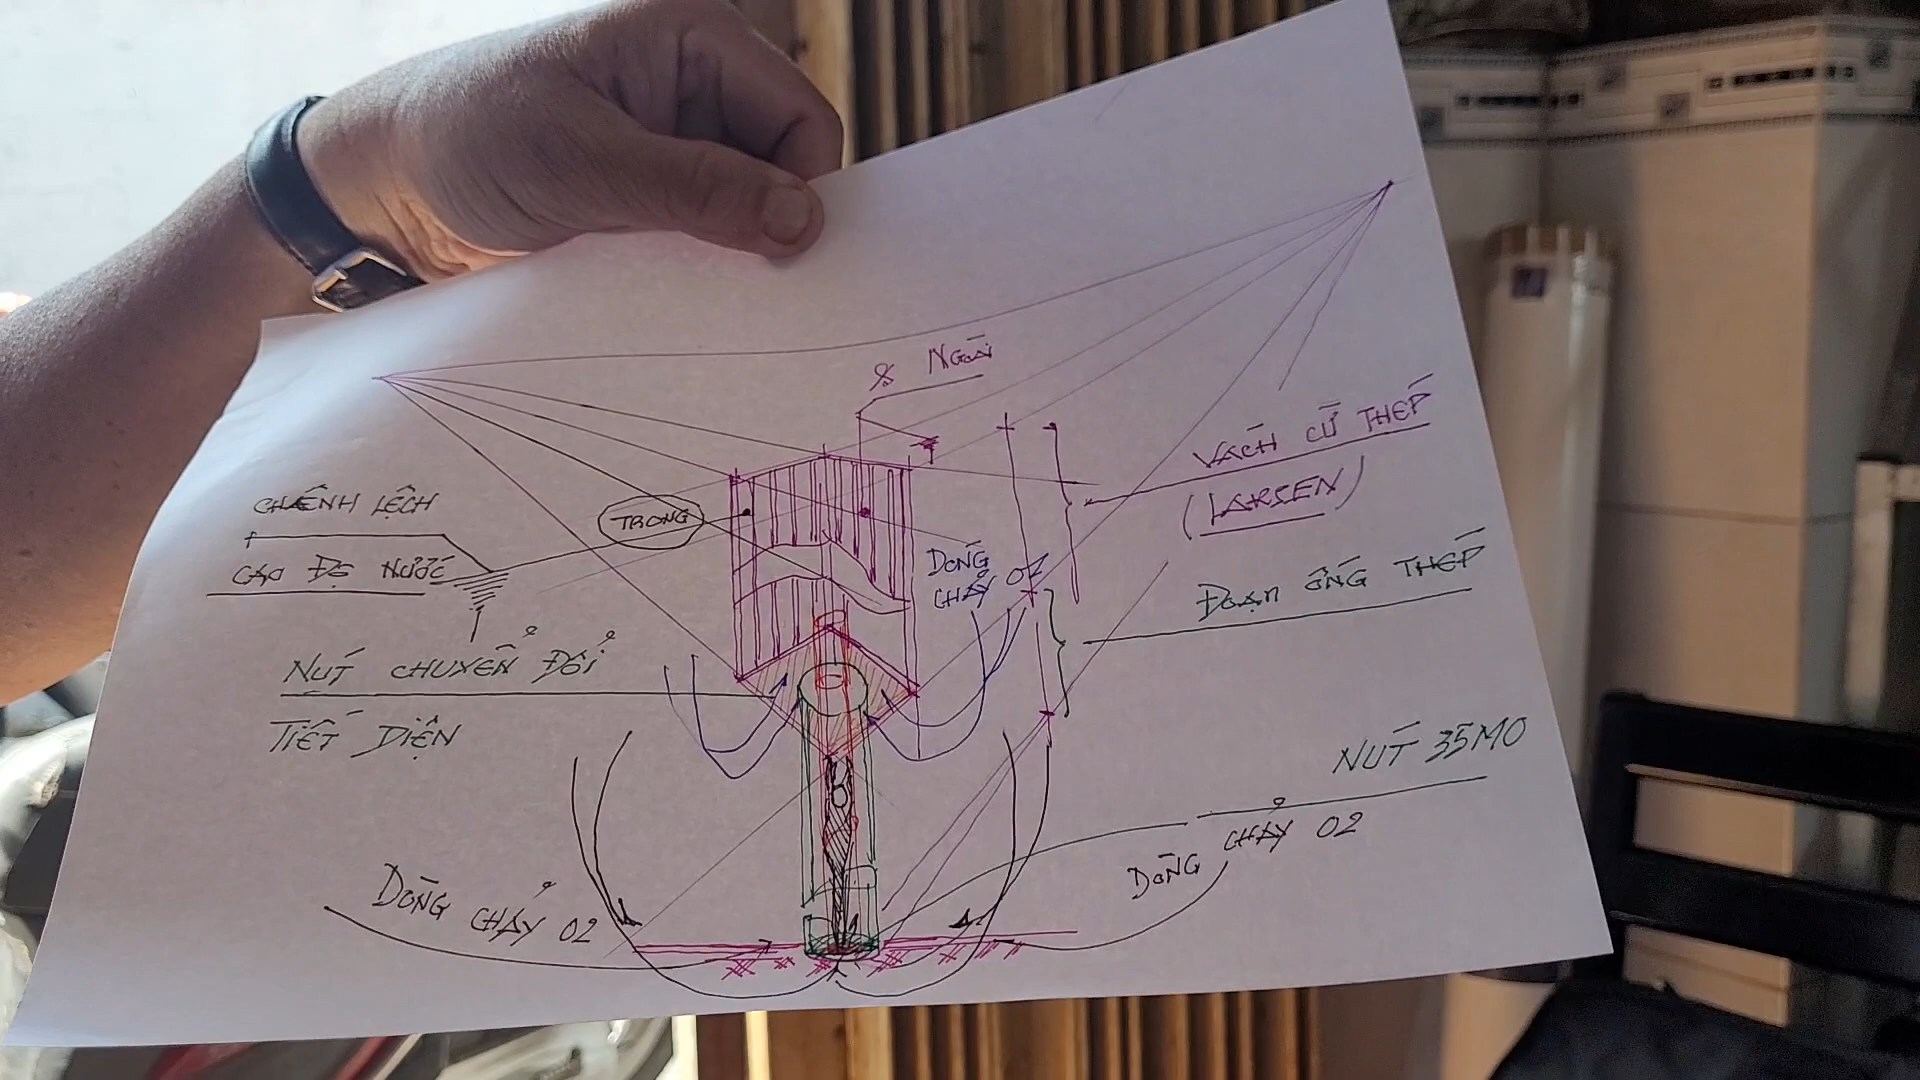 & NGOÀI
VÁCH CỪ THÉP
(LARSEN)
CHÊNH LỆCH
CAO ĐỘ NƯỚC
TRONG
DÒNG
CHẢY 01
ĐOẠN ỐNG THÉP
NÚT CHUYỂN ĐỔI
TIẾT DIỆN
NÚT 35MO
DÒNG CHẢY 02
DÒNG CHẢY 02